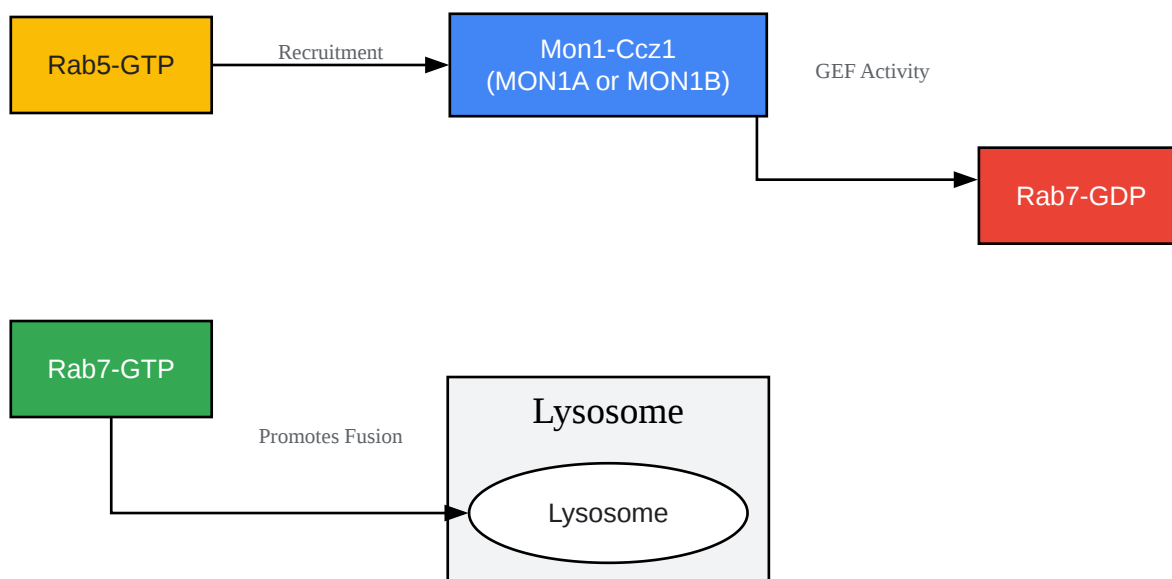 Rab5-GTP
Recruitment
Mon1-Ccz1
(MON1A or MON1B)
GEF Activity
Rab7-GDP
Rab7-GTP
Promotes Fusion
Lysosome
Lysosome